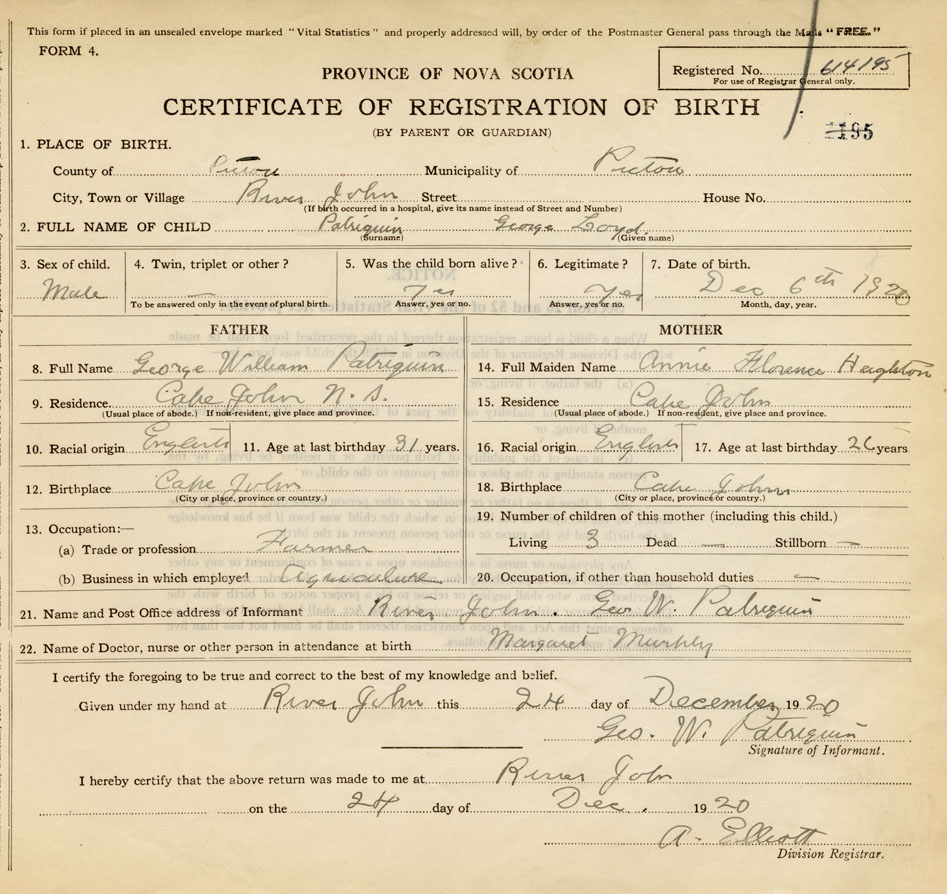 This form if placed in an unsealed envelope marked "Vital Statistics" and properly addressed will, by order of the Postmaster General pass through the Mails "FREE."
FORM 4.
Registered No. 614195
For use of Registrar General only.
PROVINCE OF NOVA SCOTIA
CERTIFICATE OF REGISTRATION OF BIRTH
(BY PARENT OR GUARDIAN)
195
1. PLACE OF BIRTH.
County of Pictou Municipality of Pictou
City, Town or Village River John Street House No.
(If birth occurred in a hospital, give its name instead of Street and Number)
2. FULL NAME OF CHILD Patriquin George Loyd.
(Surname) (Given name)
3. Sex of child. 4. Twin, triplet or other? 5. Was the child born alive? 6. Legitimate? 7. Date of birth.
Male — Yes Yes Dec 6th 1920
To be answered only in the event of plural birth. Answer, yes or no. Answer, yes or no. Month, day, year.
FATHER MOTHER
8. Full Name George William Patriquin 14. Full Maiden Name Annie Florence Heighton
9. Residence. Cape John N. S. 15. Residence Cape John
(Usual place of abode.) If non-resident, give place and province. (Usual place of abode.) If non-resident, give place and province.
10. Racial origin English 11. Age at last birthday 31 years. 16. Racial origin English 17. Age at last birthday 26 years
12. Birthplace Cape John 18. Birthplace Cape John
(City or place, province or country.) (City or place, province or country.)
13. Occupation:— 19. Number of children of this mother (including this child.)
(a) Trade or profession Farmer Living 3 Dead — Stillborn —
(b) Business in which employed Agriculture 20. Occupation, if other than household duties —
21. Name and Post Office address of Informant River John. Geo W. Patriquin
22. Name of Doctor, nurse or other person in attendance at birth Margaret Murphy
I certify the foregoing to be true and correct to the best of my knowledge and belief.
Given under my hand at River John this 24 day of December 1920
Geo. W. Patriquin
Signature of Informant.
I hereby certify that the above return was made to me at River John
on the 24 day of Dec. 1920
A. Elliott
Division Registrar.